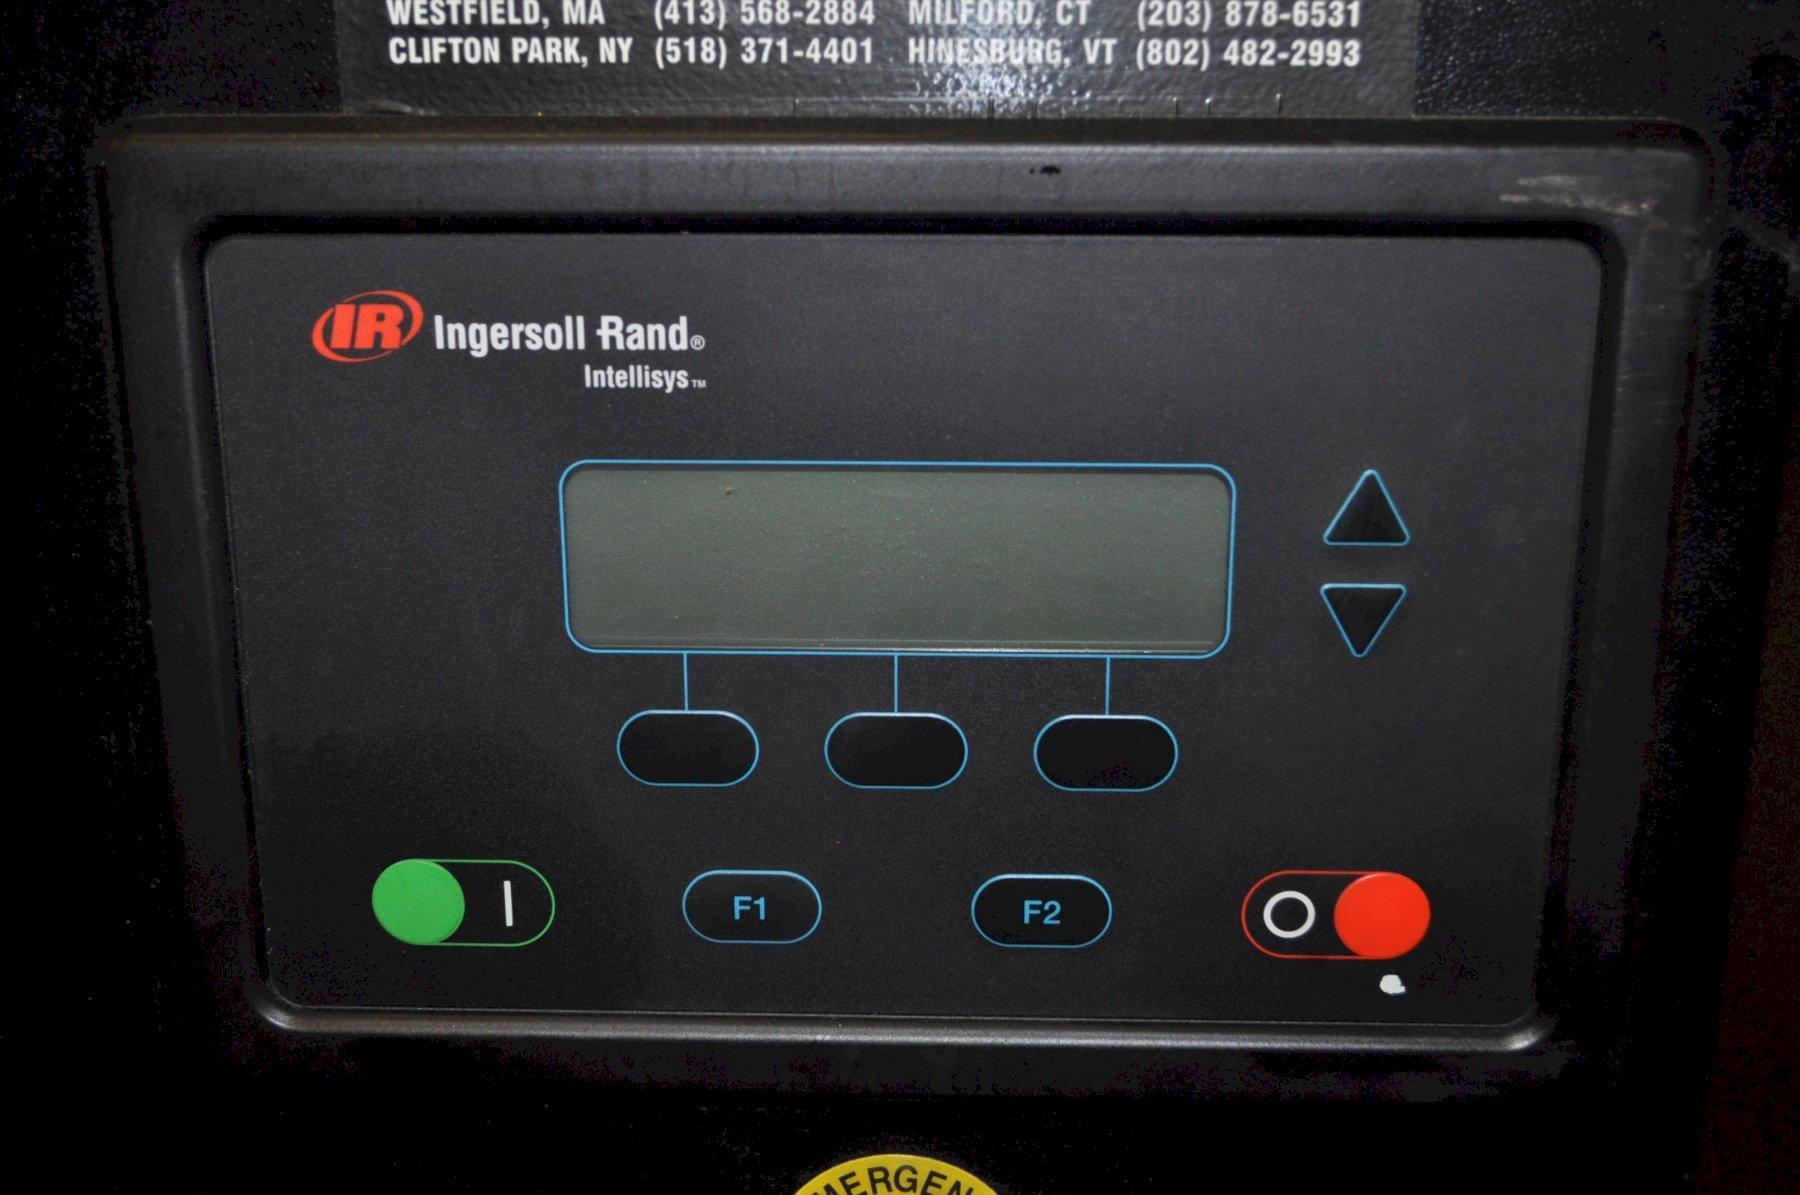 WESTFIELD, MA (413) 568-2884 MILFORD, CT (203) 878-6531
CLIFTON PARK, NY (518) 371-4401 HINESBURG, VT (802) 482-2993
IR Ingersoll Rand®
Intellisys™
I F1 F2 O